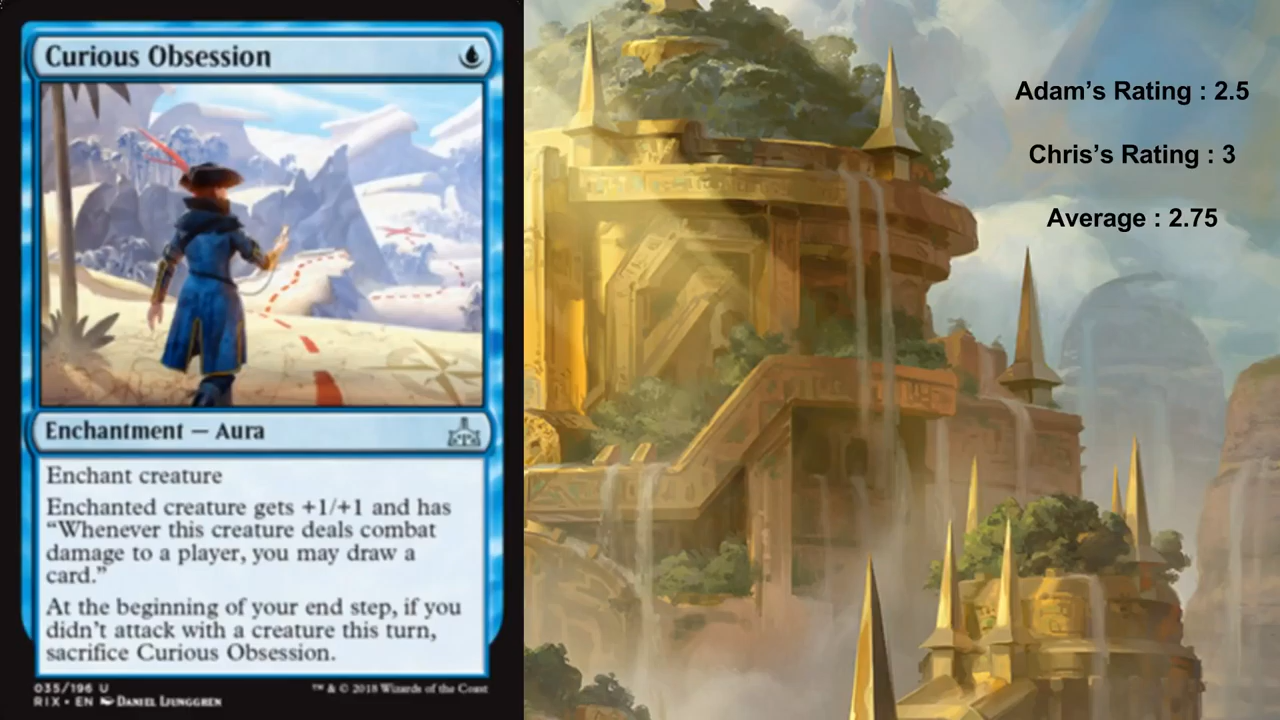 Curious Obsession
Enchantment — Aura
Enchant creature
Enchanted creature gets +1/+1 and has
“Whenever this creature deals combat
damage to a player, you may draw a
card.”
At the beginning of your end step, if you
didn’t attack with a creature this turn,
sacrifice Curious Obsession.
035/196 U
RIX • EN Daniel Ljunggren
™ & © 2018 Wizards of the Coast
Adam’s Rating : 2.5
Chris’s Rating : 3
Average : 2.75